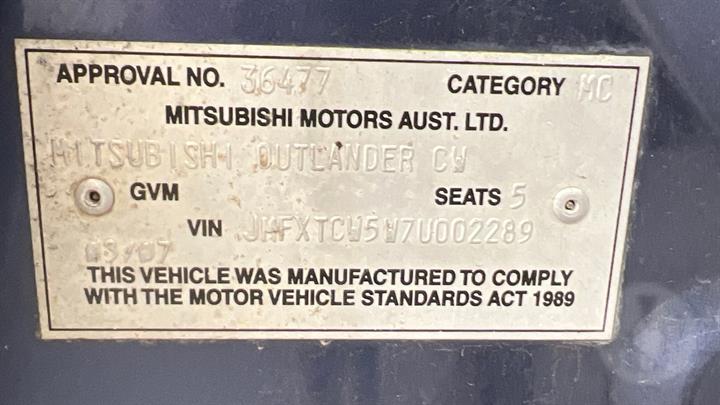 APPROVAL NO. 36477 CATEGORY MC
MITSUBISHI MOTORS AUST. LTD.
MITSUBISHI OUTLANDER CW
GVM SEATS 5
VIN JMFXTCW5W7U002289
03/07
THIS VEHICLE WAS MANUFACTURED TO COMPLY
WITH THE MOTOR VEHICLE STANDARDS ACT 1989